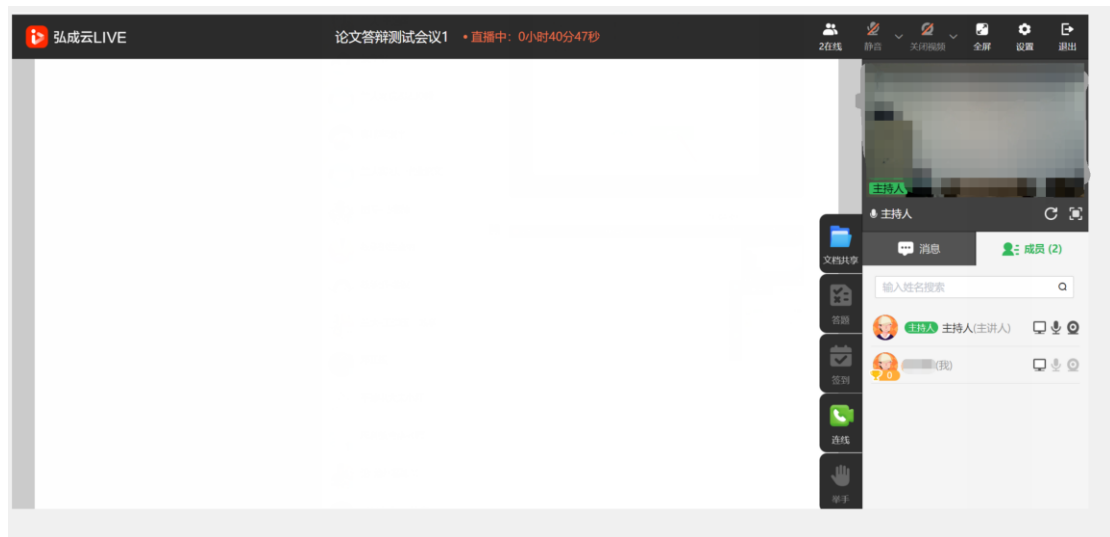 弘成云LIVE
论文答辩测试会议1 • 直播中: 0小时40分47秒
2在线 静音 关闭视频 全屏 设置 退出
主持人
主持人
消息 成员 (2)
输入姓名搜索
主持人 主持人(主讲人)
0 (我)
文档共享
答题
签到
连线
举手